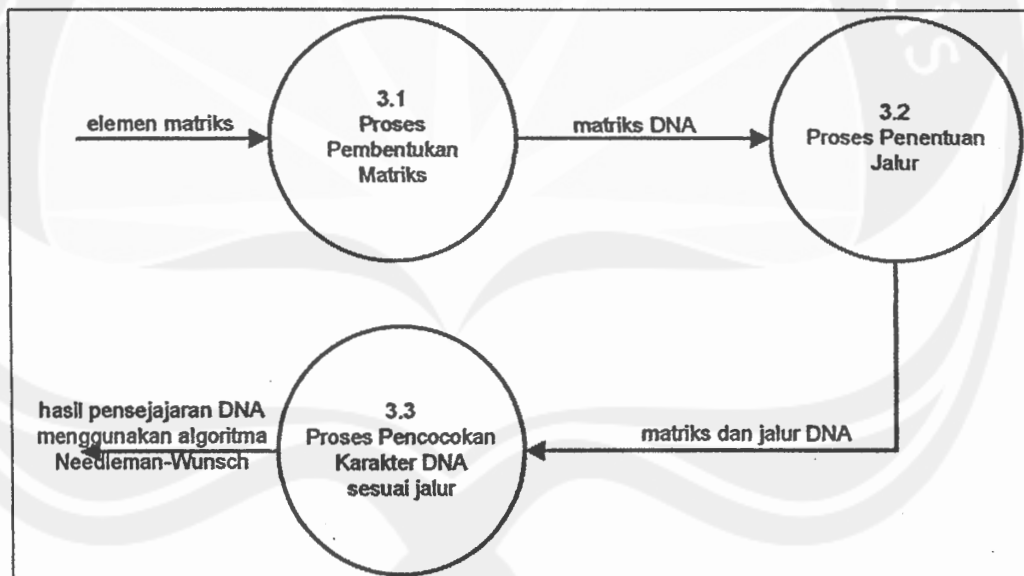 elemen matriks
3.1
Proses
Pembentukan
Matriks
matriks DNA
3.2
Proses Penentuan
Jalur
hasil pensejajaran DNA
menggunakan algoritma
Needleman-Wunsch
3.3
Proses Pencocokan
Karakter DNA
sesuai jalur
matriks dan jalur DNA